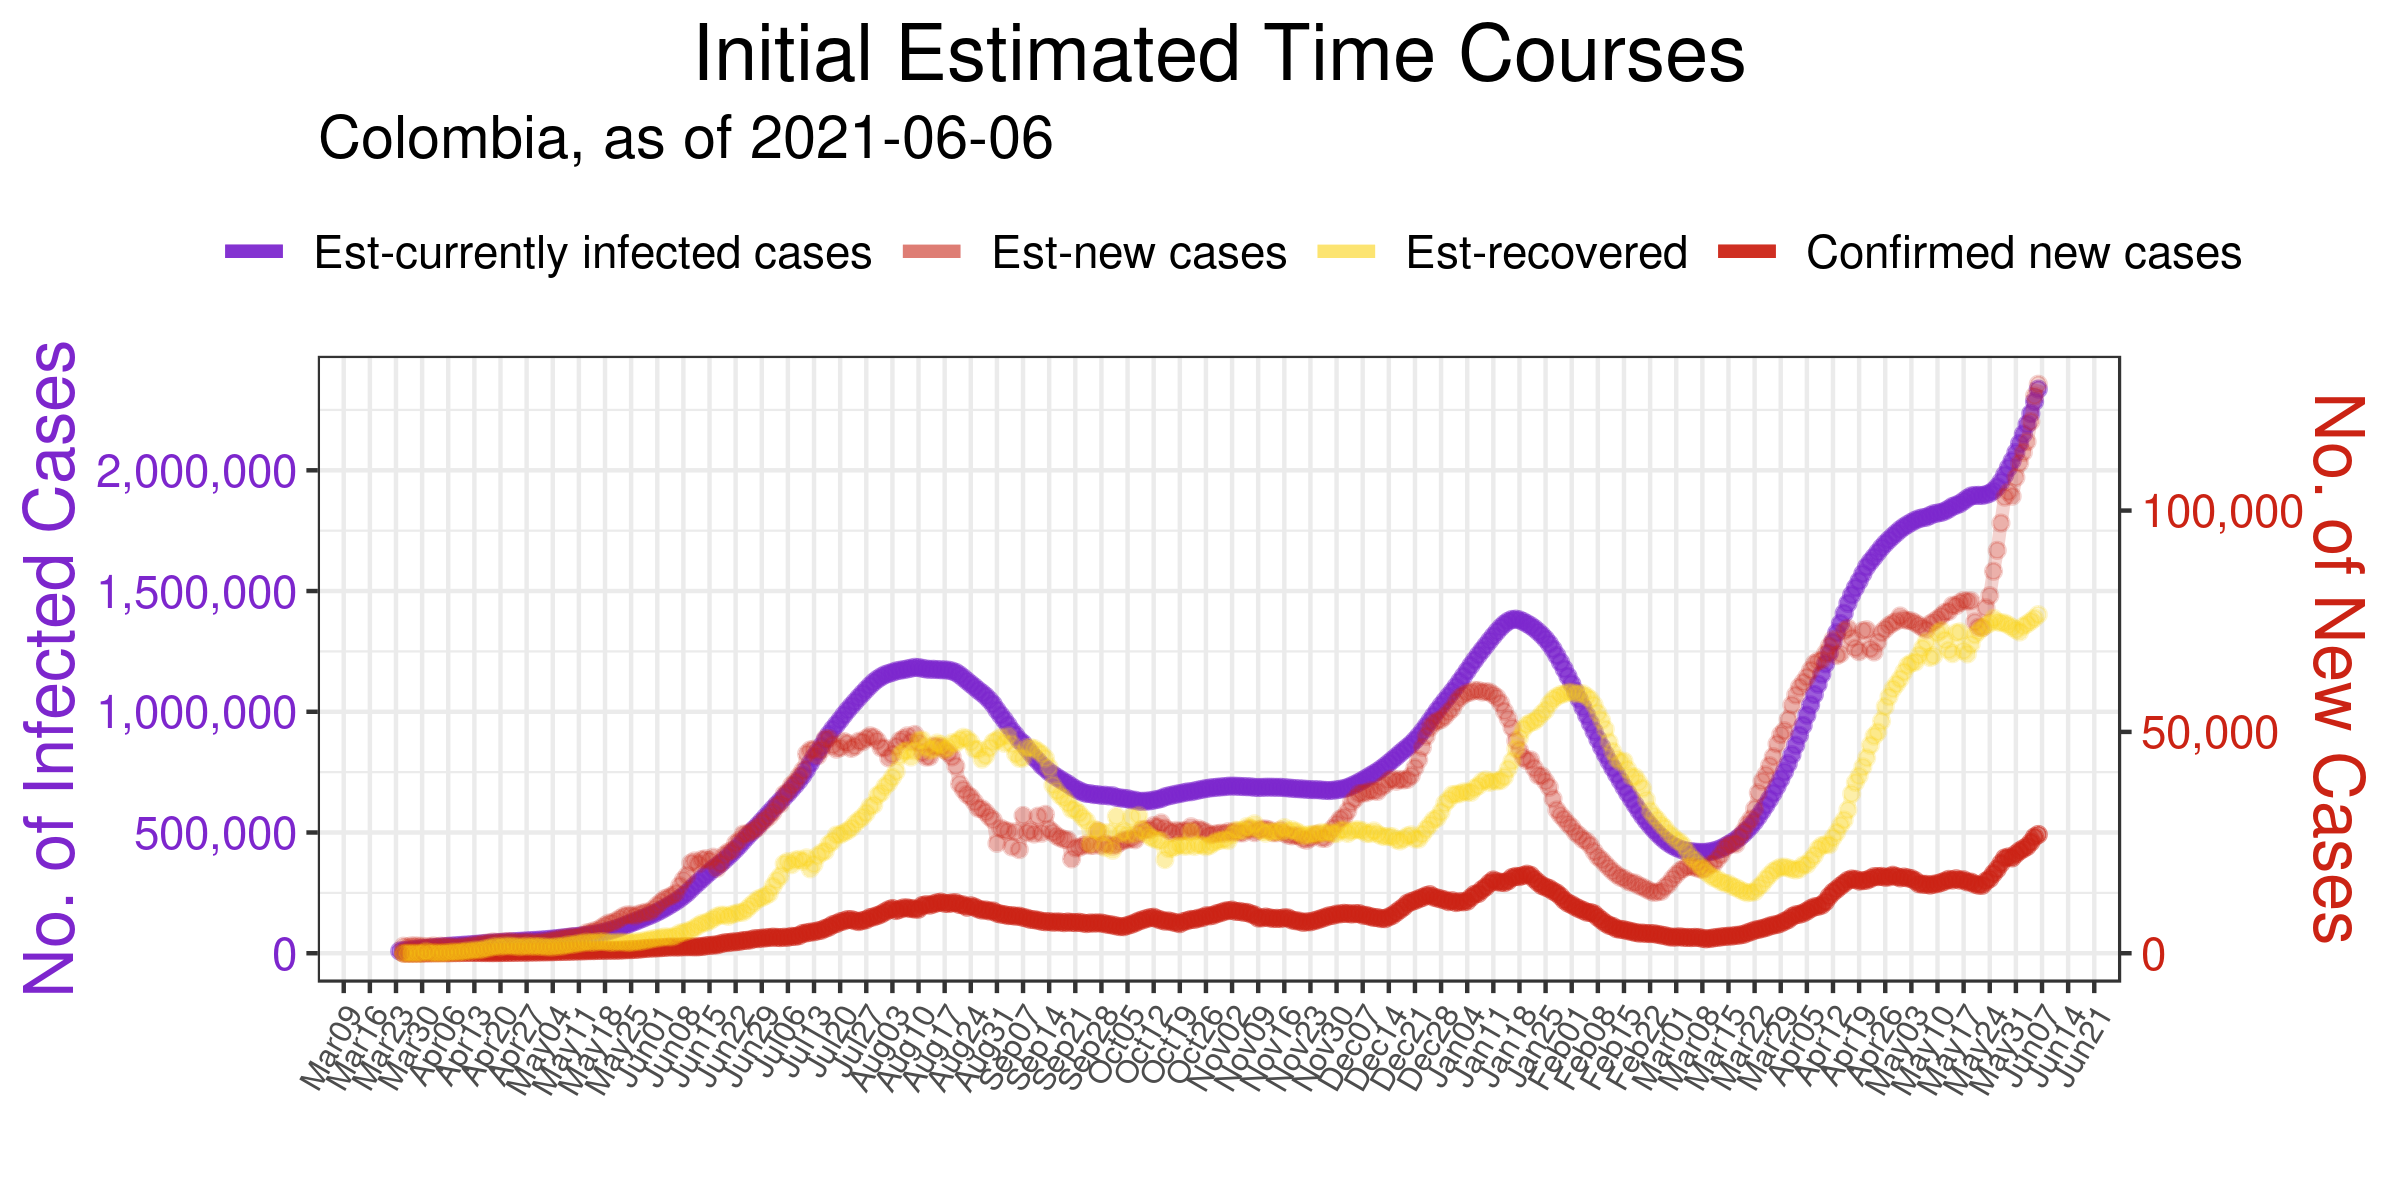 Initial Estimated Time Courses
Colombia, as of 2021-06-06
Est-currently infected cases Est-new cases Est-recovered Confirmed new cases
No. of Infected Cases
2,000,000
1,500,000
1,000,000
500,000
0
100,000
50,000
0
No. of New Cases
Mar09 Mar16 Mar23 Mar30 Apr06 Apr13 Apr20 Apr27 May04 May11 May18 May25 Jun01 Jun08 Jun15 Jun22 Jun29 Jul06 Jul13 Jul20 Jul27 Aug03 Aug10 Aug17 Aug24 Aug31 Sep07 Sep14 Sep21 Sep28 Oct05 Oct12 Oct19 Oct26 Nov02 Nov09 Nov16 Nov23 Nov30 Dec07 Dec14 Dec21 Dec28 Jan04 Jan11 Jan18 Jan25 Feb01 Feb08 Feb15 Feb22 Mar01 Mar08 Mar15 Mar22 Mar29 Apr05 Apr12 Apr19 Apr26 May03 May10 May17 May24 May31 Jun07 Jun14 Jun21